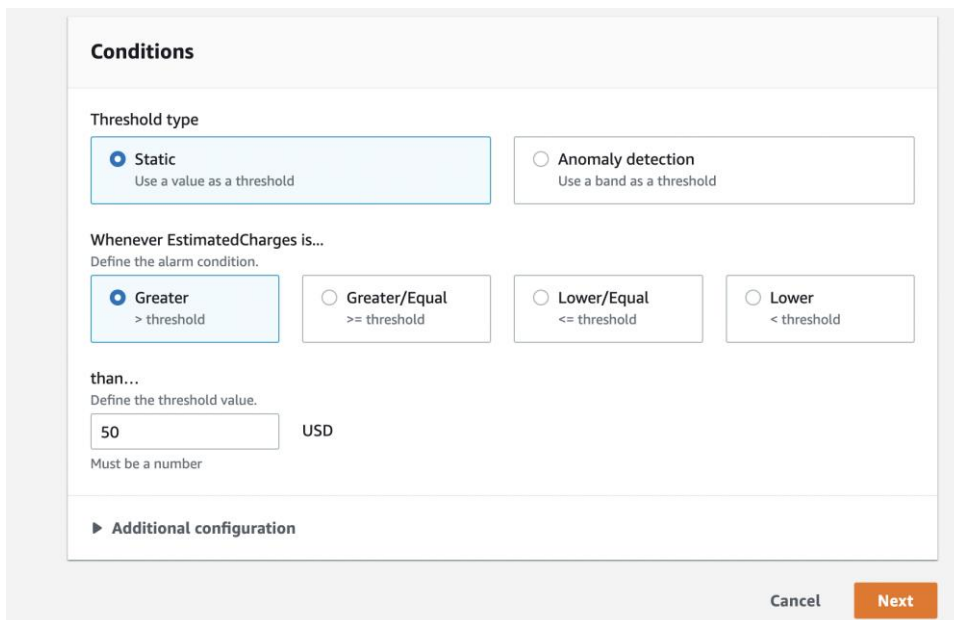 Conditions
Threshold type
Static
Use a value as a threshold
Anomaly detection
Use a band as a threshold
Whenever EstimatedCharges is...
Define the alarm condition.
Greater
> threshold
Greater/Equal
>= threshold
Lower/Equal
<= threshold
Lower
< threshold
than...
Define the threshold value.
50
USD
Must be a number
Additional configuration
Cancel
Next